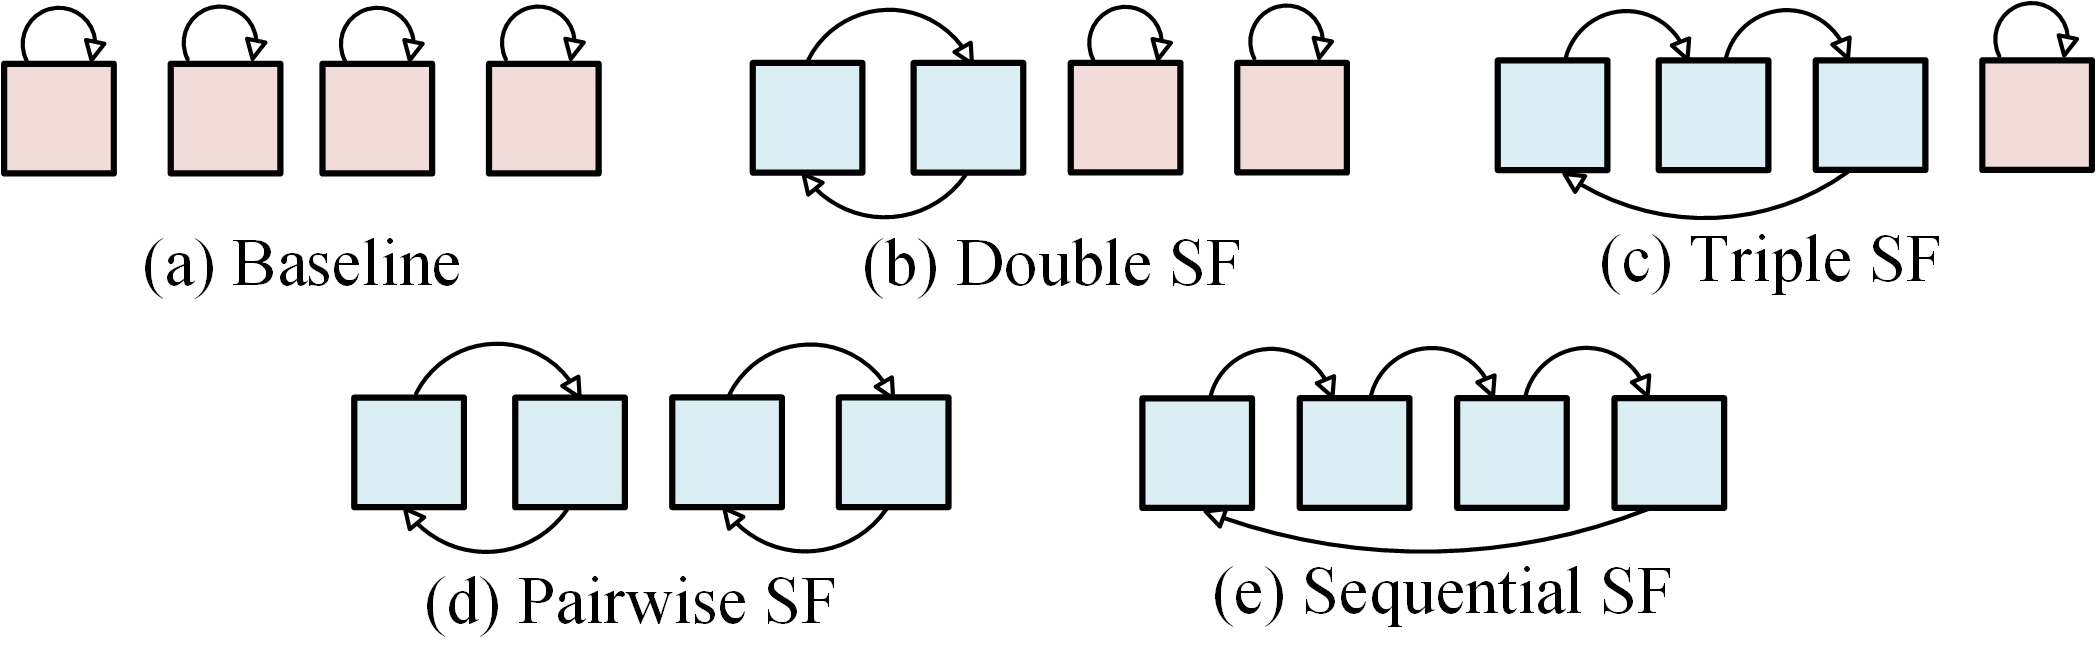 (a) Baseline
(b) Double SF
(c) Triple SF
(d) Pairwise SF
(e) Sequential SF